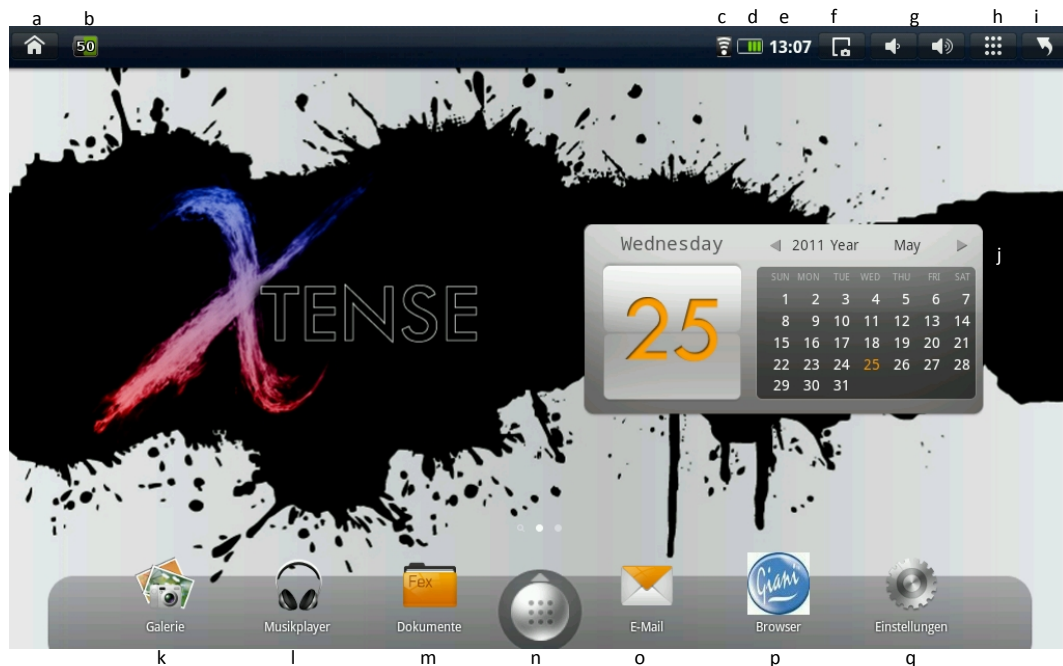 a b c d e f g h i
50 13:07
Wednesday 2011 Year May
j
SUN MON TUE WED THU FRI SAT
1 2 3 4 5 6 7
25
8 9 10 11 12 13 14
15 16 17 18 19 20 21
22 23 24 25 26 27 28
29 30 31
TENSE
Fex Giani
Galerie Musikplayer Dokumente E-Mail Browser Einstellungen
k l m n o p q